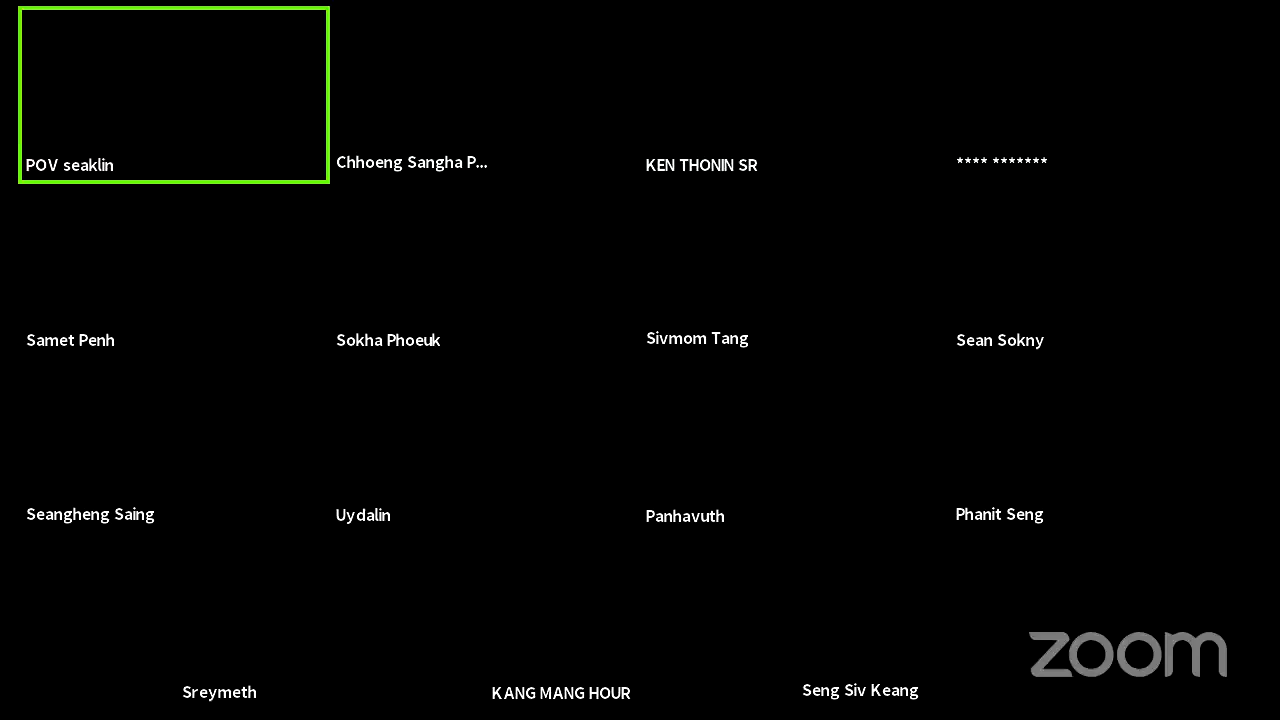 POV seaklin
Chhoeng Sangha P...
KEN THONIN SR
**** *******
Samet Penh
Sokha Phoeuk
Sivmom Tang
Sean Sokny
Seangheng Saing
Uydalin
Panhavuth
Phanit Seng
zoom
Sreymeth
KANG MANG HOUR
Seng Siv Keang